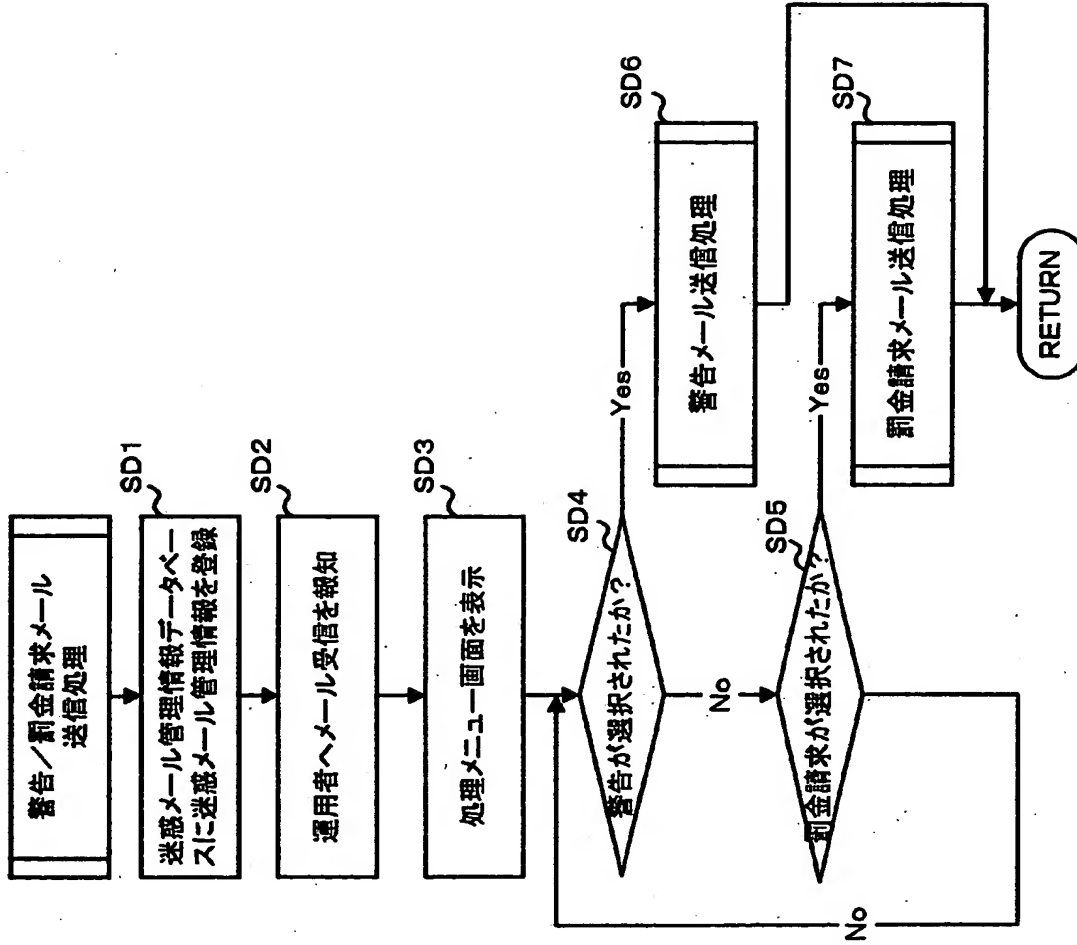 警告／罰金請求メール
送信処理
SD1
迷惑メール管理情報データベー
スに迷惑メール管理情報を登録
SD2
運用者へメール受信を報知
SD3
処理メニュー画面を表示
SD4
警告が選択されたか?
Yes
No
SD6
警告メール送信処理
SD5
罰金請求が選択されたか?
Yes
No
SD7
罰金請求メール送信処理
RETURN